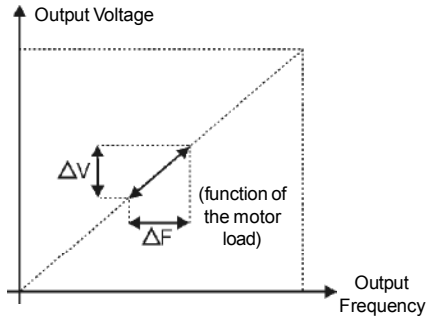 Output Voltage
ΔV
(function of
the motor
load)
ΔF
Output
Frequency